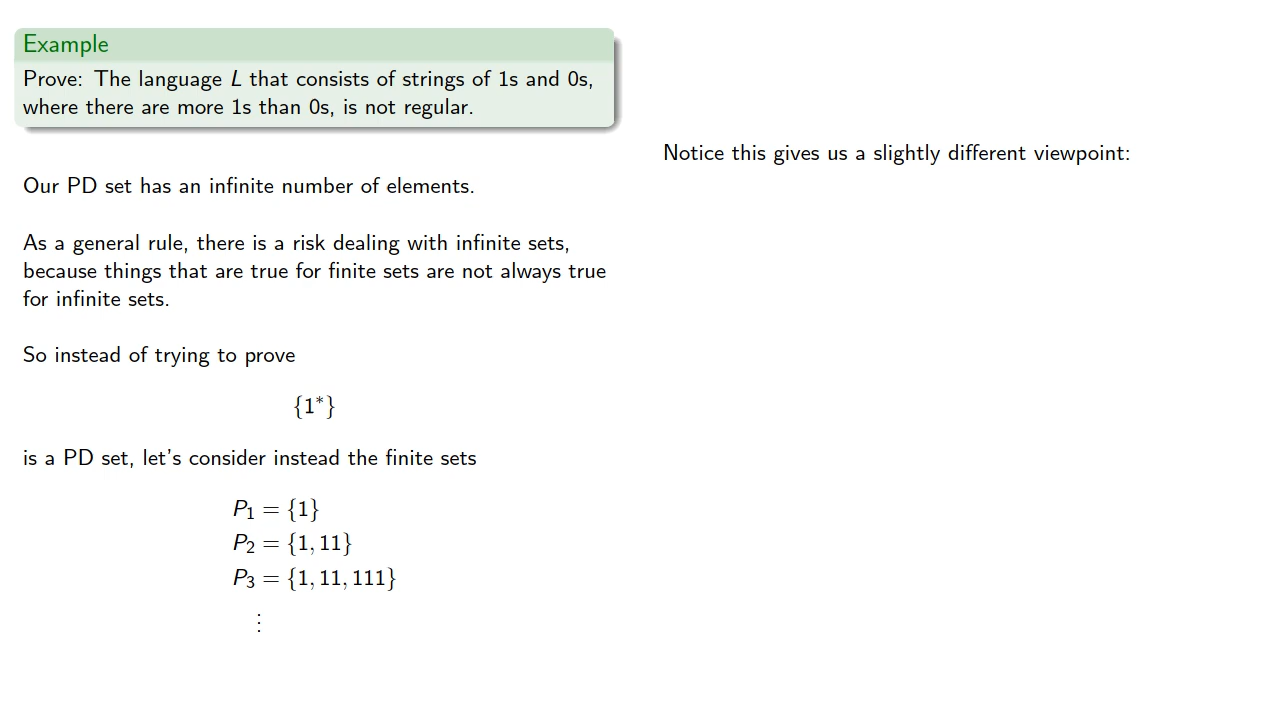 Example
Prove: The language L that consists of strings of 1s and 0s,
where there are more 1s than 0s, is not regular.
Our PD set has an infinite number of elements.
As a general rule, there is a risk dealing with infinite sets,
because things that are true for finite sets are not always true
for infinite sets.
So instead of trying to prove
{1*}
is a PD set, let's consider instead the finite sets
P₁ = {1}
P₂ = {1, 11}
P₃ = {1, 11, 111}
⋮
Notice this gives us a slightly different viewpoint: